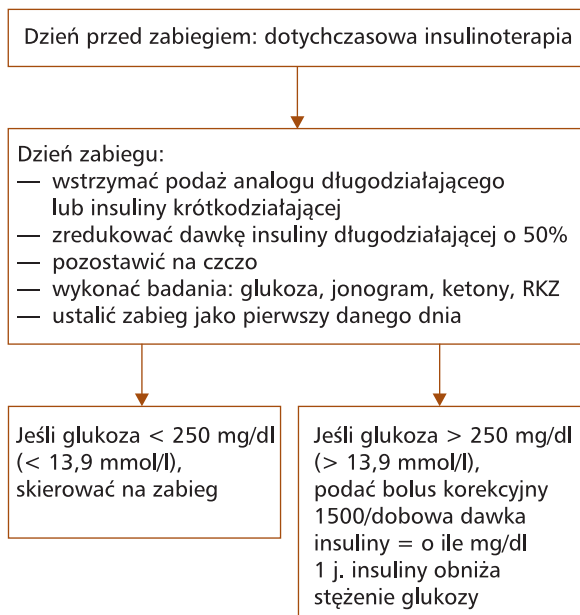 Dzień przed zabiegiem: dotychczasowa insulinoterapia
Dzień zabiegu:
— wstrzymać podaż analogu długodziałającego
lub insuliny krótkodziałającej
— zredukować dawkę insuliny długodziałającej o 50%
— pozostawić na czczo
— wykonać badania: glukoza, jonogram, ketony, RKZ
— ustalić zabieg jako pierwszy danego dnia
Jeśli glukoza < 250 mg/dl
(< 13,9 mmol/l),
skierować na zabieg
Jeśli glukoza > 250 mg/dl
(> 13,9 mmol/l),
podać bolus korekcyjny
1500/dobowa dawka
insuliny = o ile mg/dl
1 j. insuliny obniża
stężenie glukozy